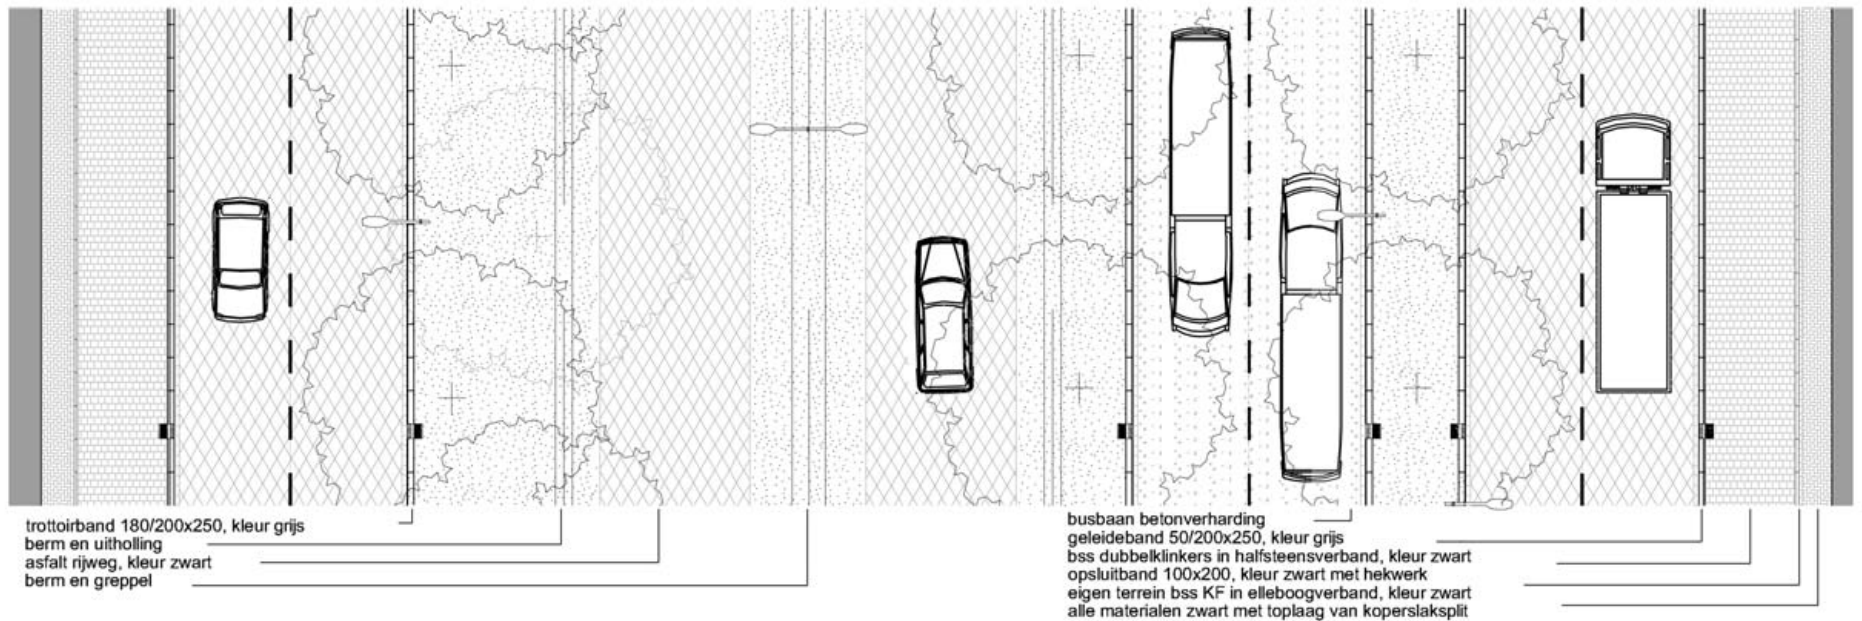 trottoirband 180/200x250, kleur grijs
berm en uitholling
asfalt rijweg, kleur zwart
berm en greppel
busbaan betonverharding
geleideband 50/200x250, kleur grijs
bss dubbelklinkers in halfsteensverband, kleur zwart
opsluitband 100x200, kleur zwart met hekwerk
eigen terrein bss KF in elleboogverband, kleur zwart
alle materialen zwart met toplaag van koperslaksplit